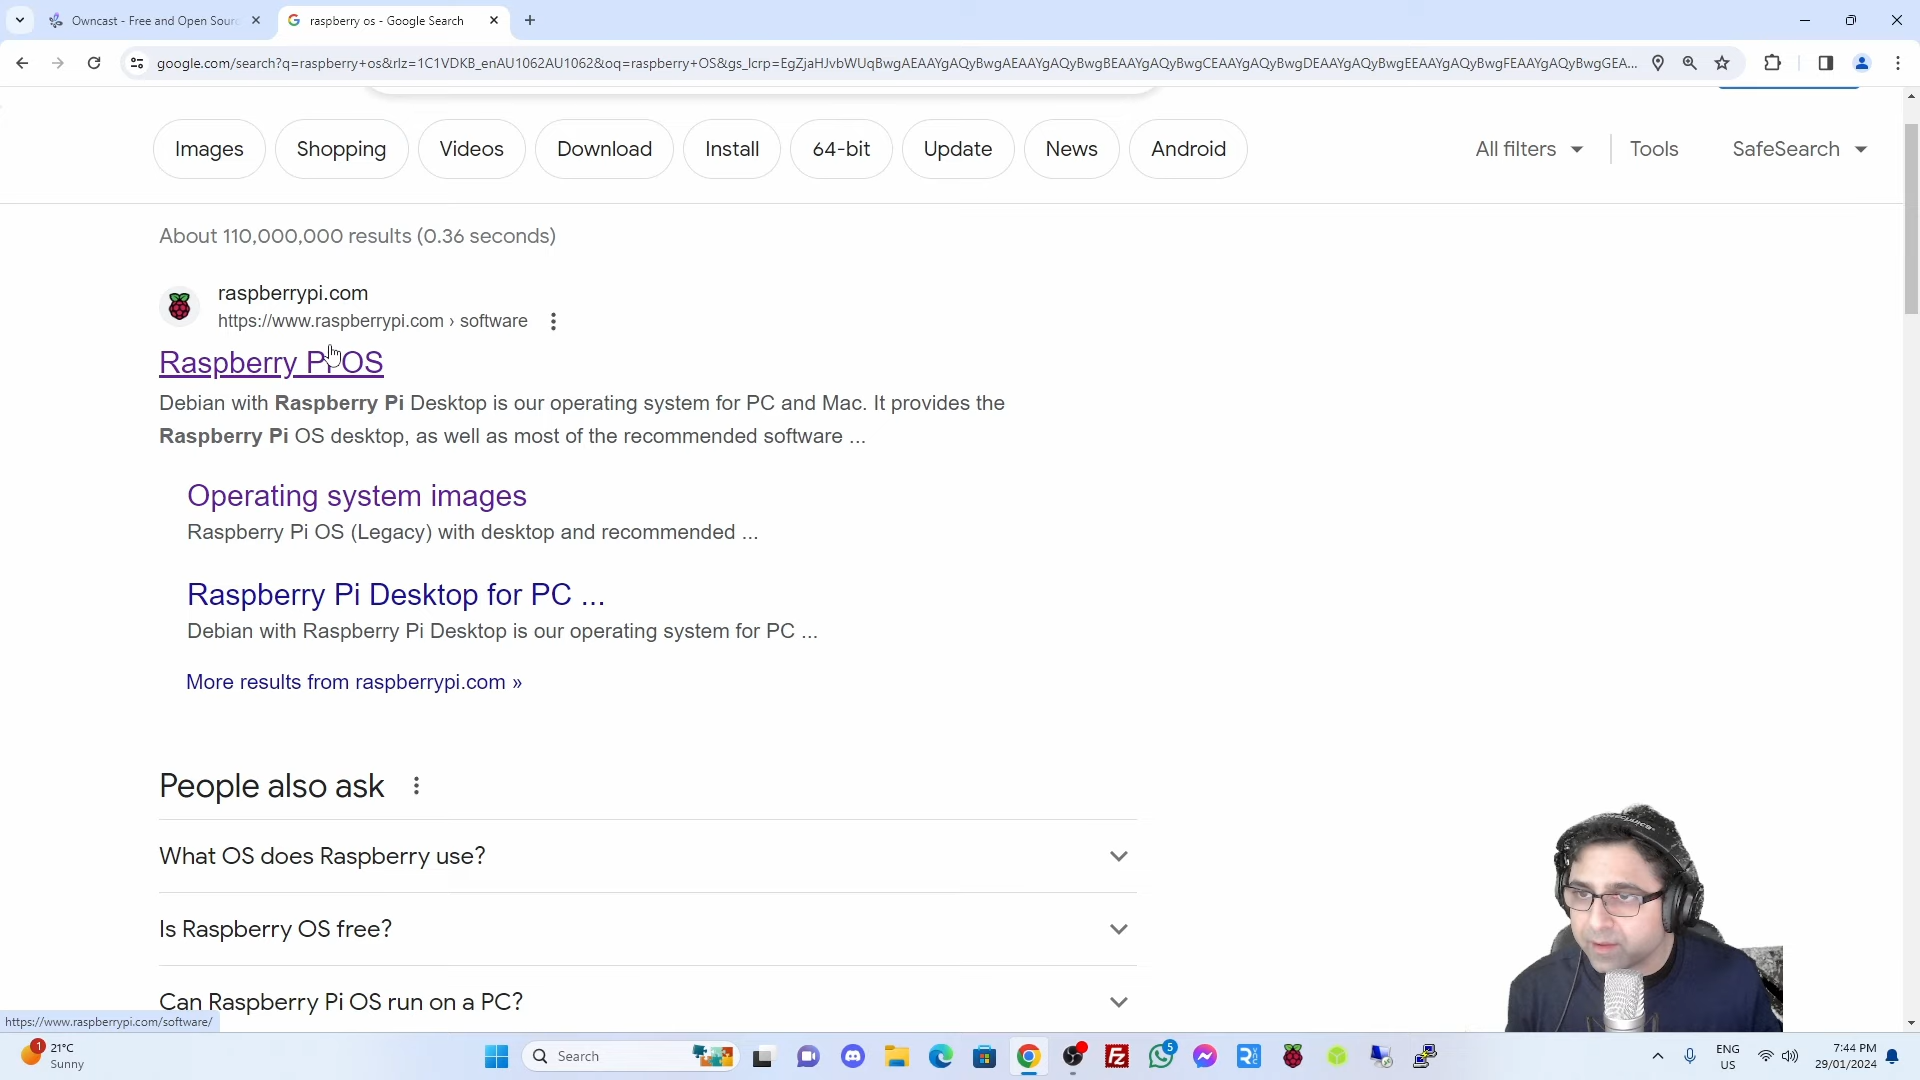 Owncast - Free and Open Sourc
raspberry os - Google Search
google.com/search?q=raspberry+os&rlz=1C1VDKB_enAU1062AU1062&oq=raspberry+OS&gs_lcrp=EgZjaHJvbWUqBwgAEAAYgAQyBwgAEAAYgAQyBwgBEAAYgAQyBwgCEAAYgAQyBwgDEAAYgAQyBwgEEAAYgAQyBwgFEAAYgAQyBwgGEA...
Images
Shopping
Videos
Download
Install
64-bit
Update
News
Android
All filters
Tools
SafeSearch
About 110,000,000 results (0.36 seconds)
raspberrypi.com
https://www.raspberrypi.com › software
Raspberry Pi OS
Debian with Raspberry Pi Desktop is our operating system for PC and Mac. It provides the
Raspberry Pi OS desktop, as well as most of the recommended software ...
Operating system images
Raspberry Pi OS (Legacy) with desktop and recommended ...
Raspberry Pi Desktop for PC ...
Debian with Raspberry Pi Desktop is our operating system for PC ...
More results from raspberrypi.com »
People also ask
What OS does Raspberry use?
Is Raspberry OS free?
Can Raspberry Pi OS run on a PC?
https://www.raspberrypi.com/software/
1
21°C
Sunny
Search
5
ENG
US
7:44 PM
29/01/2024